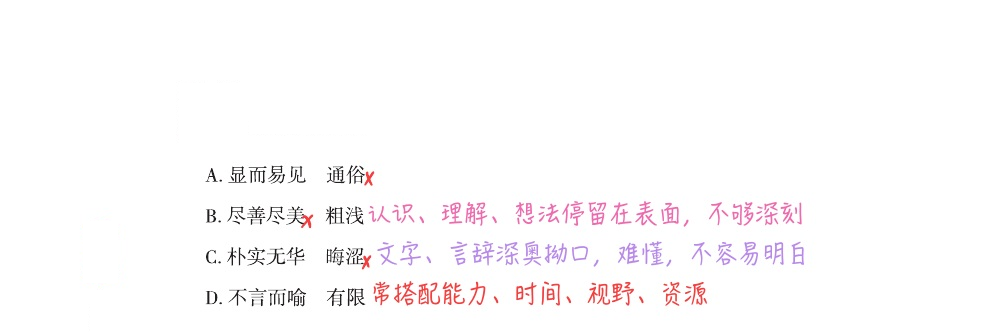 A. 显而易见 通俗x
B. 尽善尽美x 粗浅 认识、理解、想法停留在表面，不够深刻
C. 朴实无华 晦涩x 文字、言辞深奥拗口，难懂，不容易明白
D. 不言而喻 有限 常搭配能力、时间、视野、资源